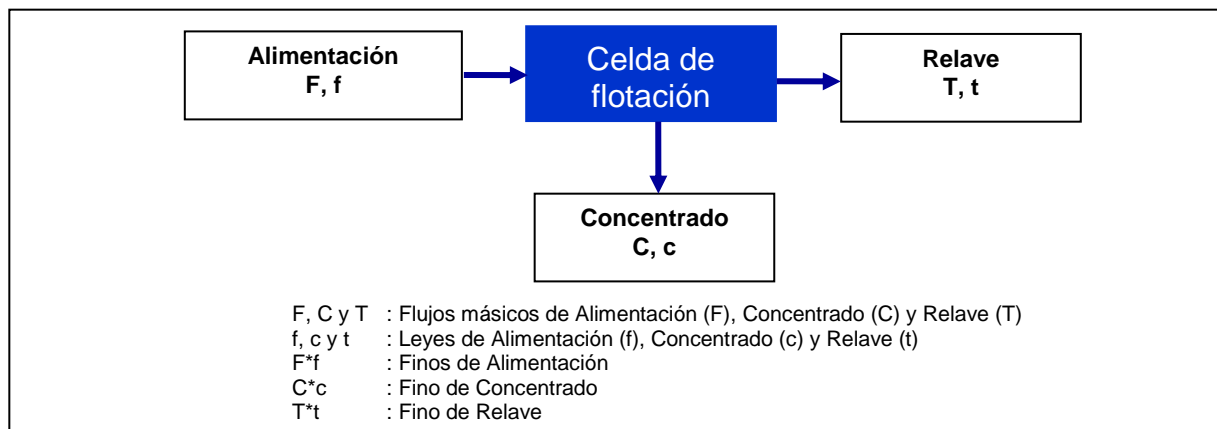 Alimentación
F, f
Celda de
flotación
Relave
T, t
Concentrado
C, c
F, C y T : Flujos másicos de Alimentación (F), Concentrado (C) y Relave (T)
f, c y t : Leyes de Alimentación (f), Concentrado (c) y Relave (t)
F*f : Finos de Alimentación
C*c : Fino de Concentrado
T*t : Fino de Relave